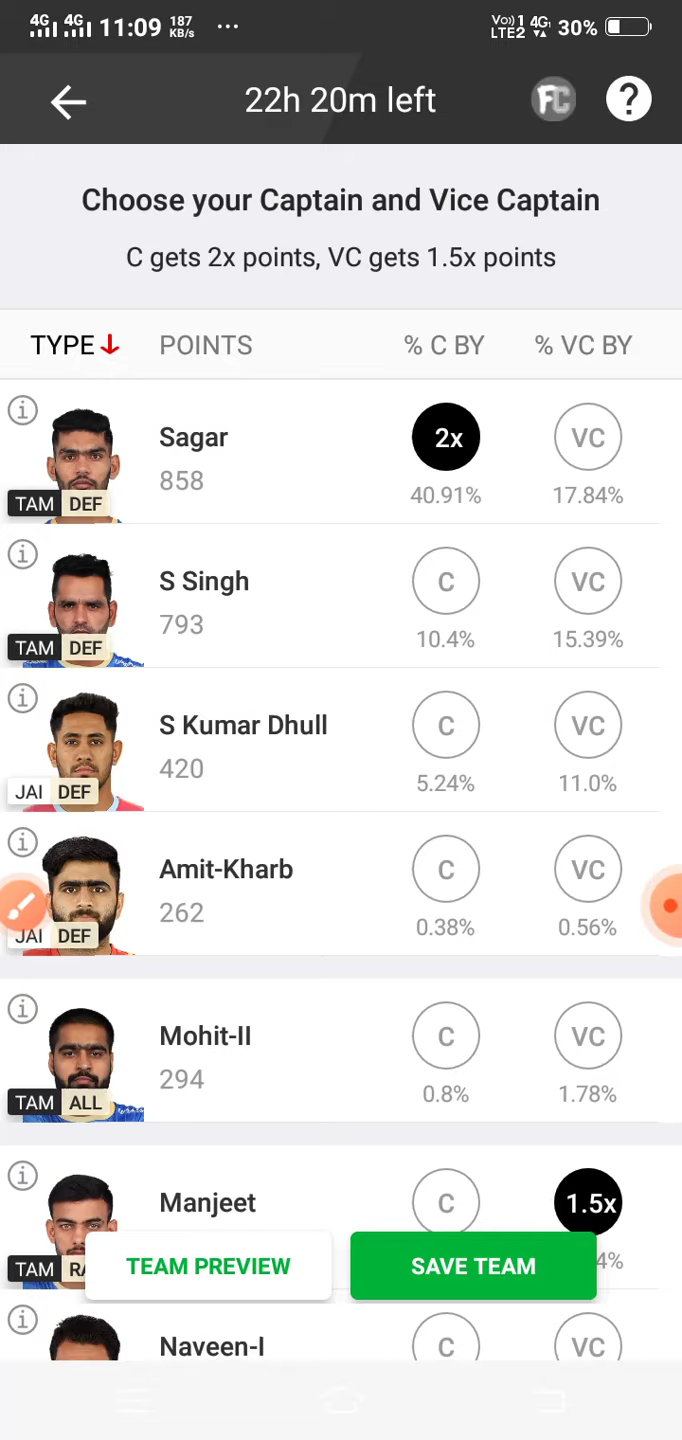 4G 4G 11:09 187 KB/s ... Vo)) 1 4G LTE2 30%
22h 20m left FC ?
Choose your Captain and Vice Captain
C gets 2x points, VC gets 1.5x points
TYPE POINTS % C BY % VC BY
Sagar 2x VC
858 40.91% 17.84%
TAM DEF
S Singh C VC
793 10.4% 15.39%
TAM DEF
S Kumar Dhull C VC
420 5.24% 11.0%
JAI DEF
Amit-Kharb C VC
262 0.38% 0.56%
JAI DEF
Mohit-II C VC
294 0.8% 1.78%
TAM ALL
Manjeet C 1.5x
TAM
TEAM PREVIEW SAVE TEAM 4%
Naveen-I C VC